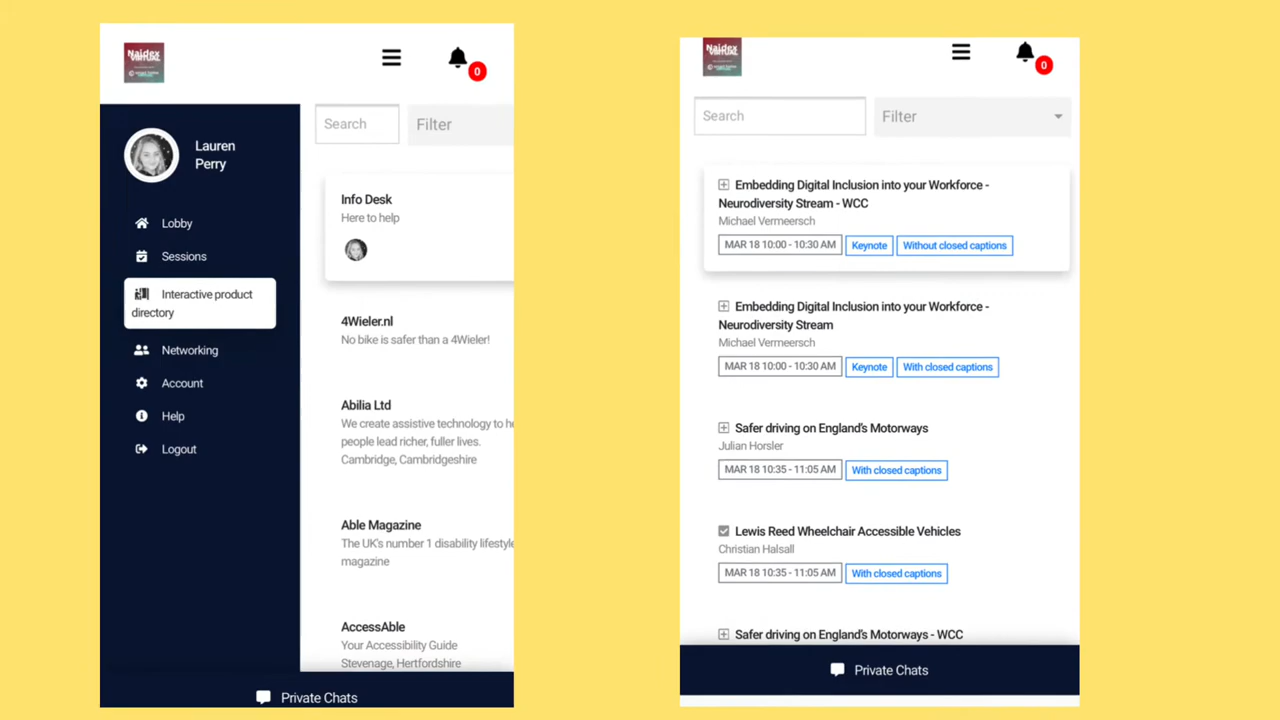 Naidex
VIRTUAL
0
Lauren
Perry
Lobby
Sessions
Interactive product
directory
Networking
Account
Help
Logout
Search
Filter
Info Desk
Here to help
4Wieler.nl
No bike is safer than a 4Wieler!
Abilia Ltd
We create assistive technology to he
people lead richer, fuller lives.
Cambridge, Cambridgeshire
Able Magazine
The UK's number 1 disability lifestyle
magazine
AccessAble
Your Accessibility Guide
Stevenage, Hertfordshire
Private Chats
Naidex
VIRTUAL
0
Search
Filter
Embedding Digital Inclusion into your Workforce -
Neurodiversity Stream - WCC
Michael Vermeersch
MAR 18 10:00 - 10:30 AM Keynote Without closed captions
Embedding Digital Inclusion into your Workforce -
Neurodiversity Stream
Michael Vermeersch
MAR 18 10:00 - 10:30 AM Keynote With closed captions
Safer driving on England's Motorways
Julian Horsler
MAR 18 10:35 - 11:05 AM With closed captions
Lewis Reed Wheelchair Accessible Vehicles
Christian Halsall
MAR 18 10:35 - 11:05 AM With closed captions
Safer driving on England's Motorways - WCC
Private Chats